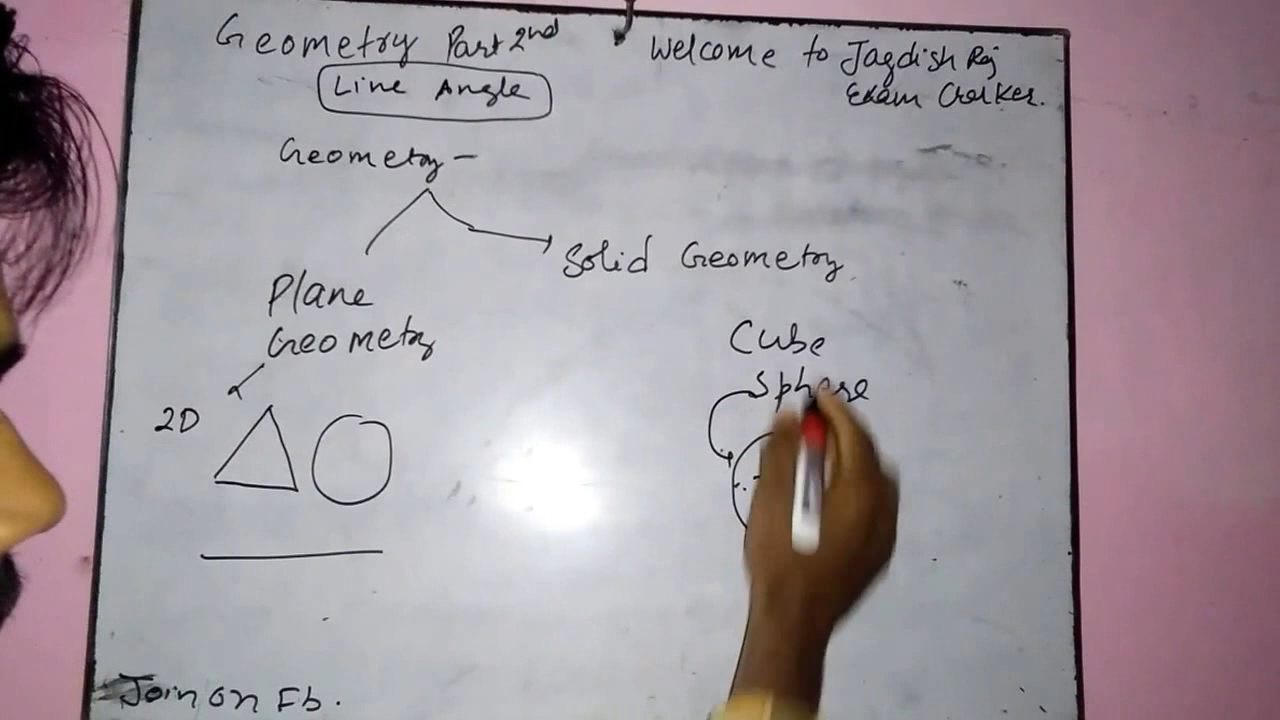 Geometry Part 2nd
Line Angle
Welcome to Jagdish Raj
Exam Cracker.
Geometry -
Solid Geometry
Plane
Geometry
2D
Cube
Sphere
Join on Fb.